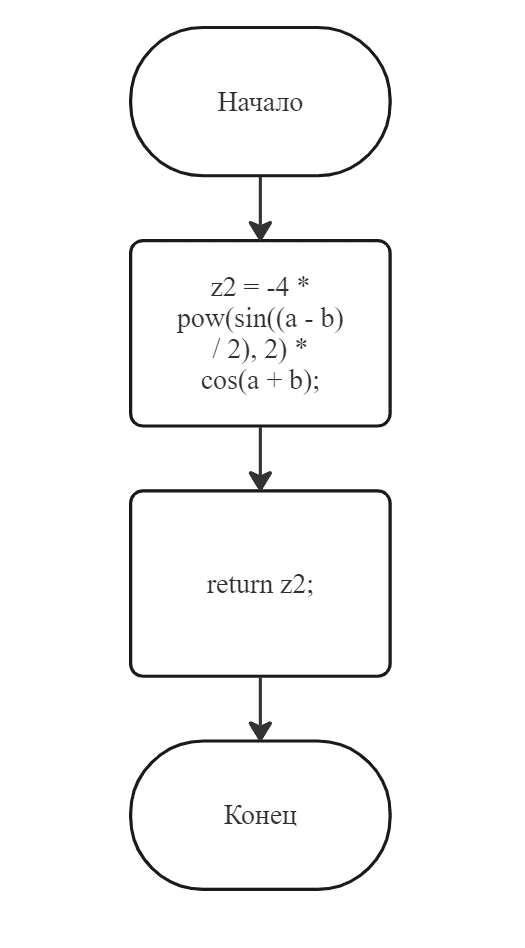 Начало
z2 = -4 *
pow(sin((a - b)
/ 2), 2) *
cos(a + b);
return z2;
Конец